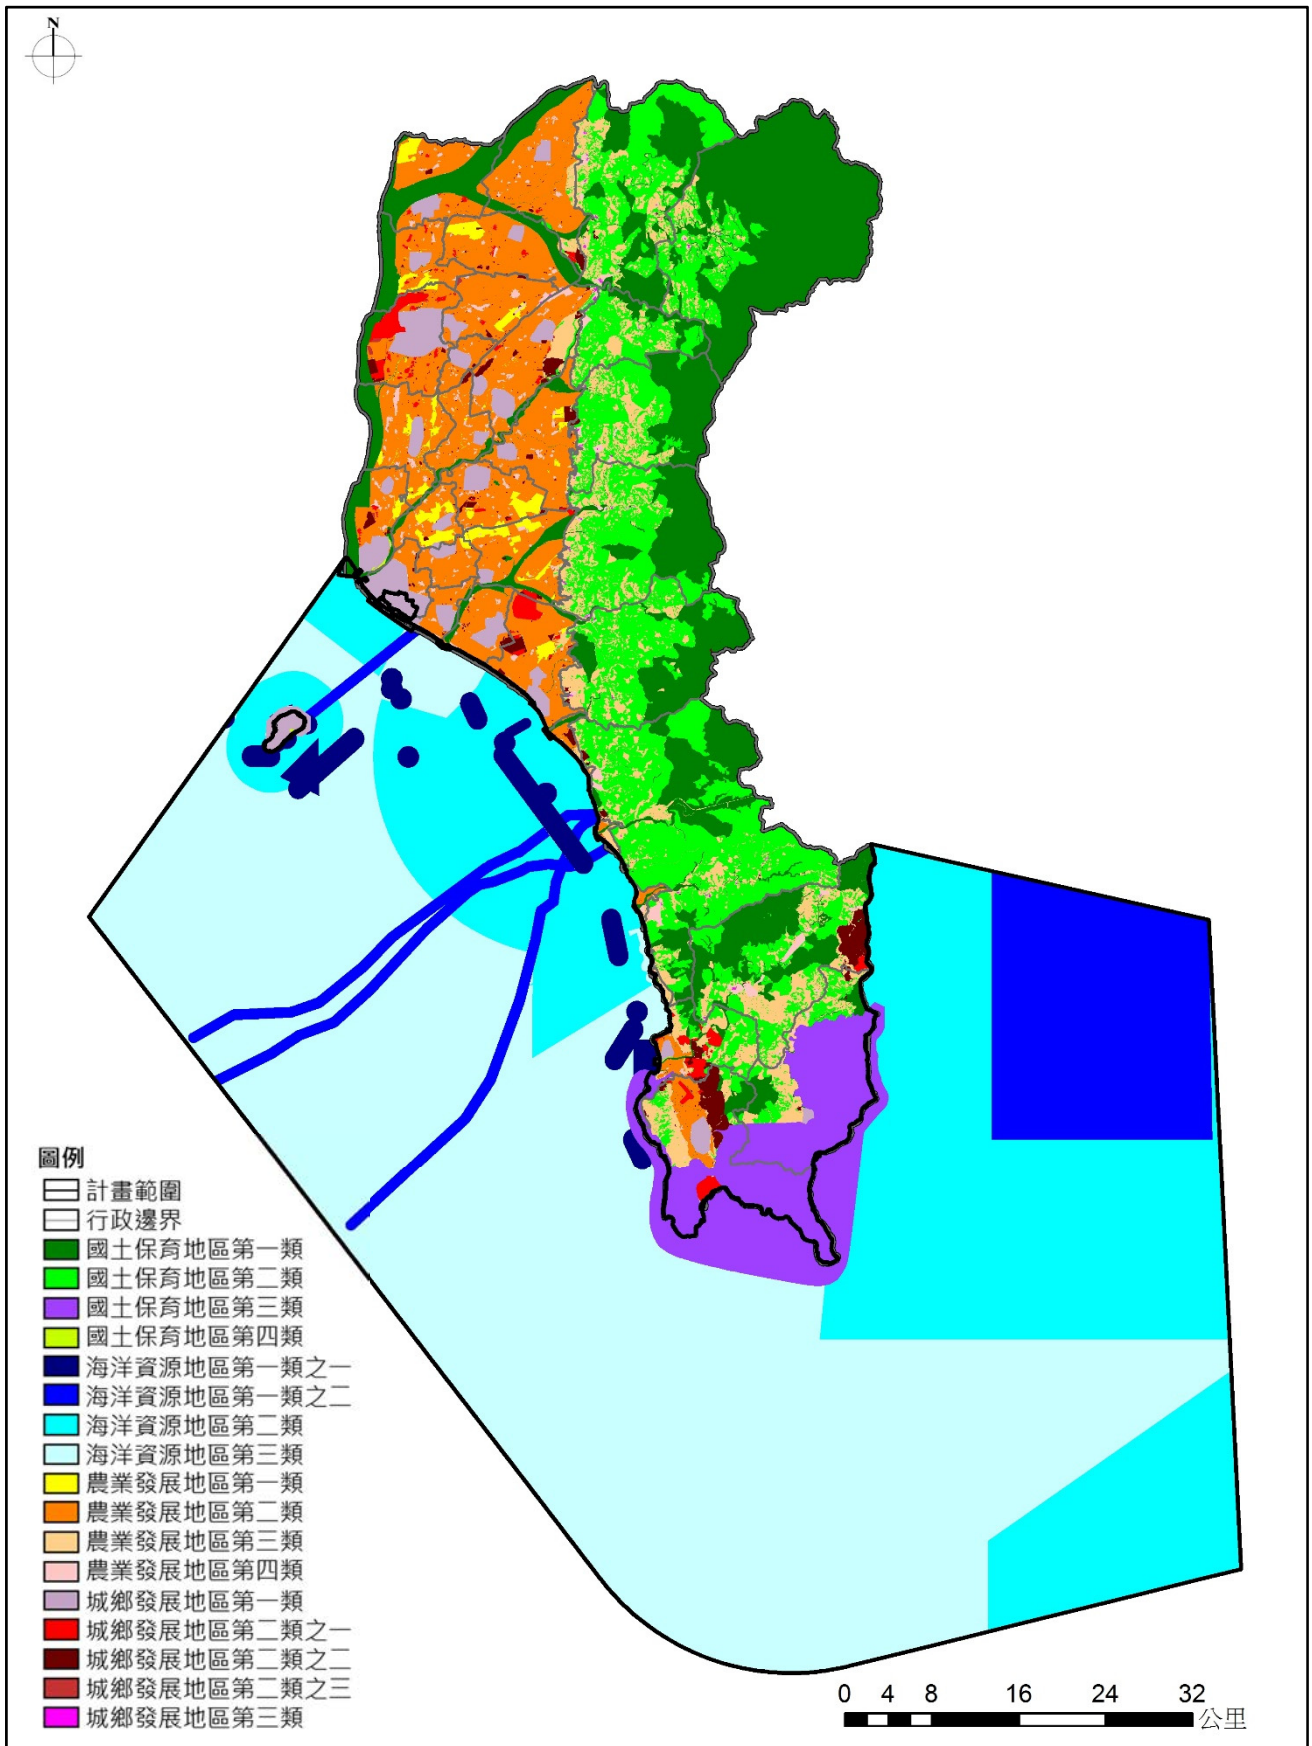 N
圖例
計畫範圍
行政邊界
國土保育地區第一類
國土保育地區第二類
國土保育地區第三類
國土保育地區第四類
海洋資源地區第一類之一
海洋資源地區第一類之二
海洋資源地區第二類
海洋資源地區第三類
農業發展地區第一類
農業發展地區第二類
農業發展地區第三類
農業發展地區第四類
城鄉發展地區第一類
城鄉發展地區第二類之一
城鄉發展地區第二類之二
城鄉發展地區第二類之三
城鄉發展地區第三類
0 4 8 16 24 32
公里